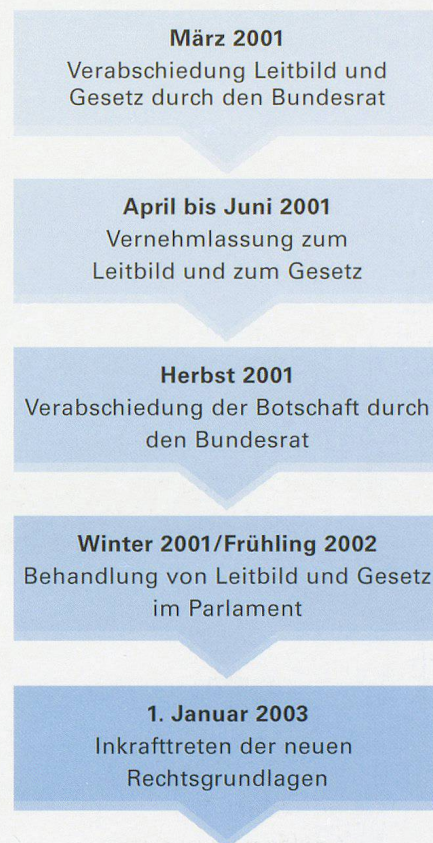 März 2001
Verabschiedung Leitbild und
Gesetz durch den Bundesrat
April bis Juni 2001
Vernehmlassung zum
Leitbild und zum Gesetz
Herbst 2001
Verabschiedung der Botschaft durch
den Bundesrat
Winter 2001/Frühling 2002
Behandlung von Leitbild und Gesetz
im Parlament
1. Januar 2003
Inkrafttreten der neuen
Rechtsgrundlagen